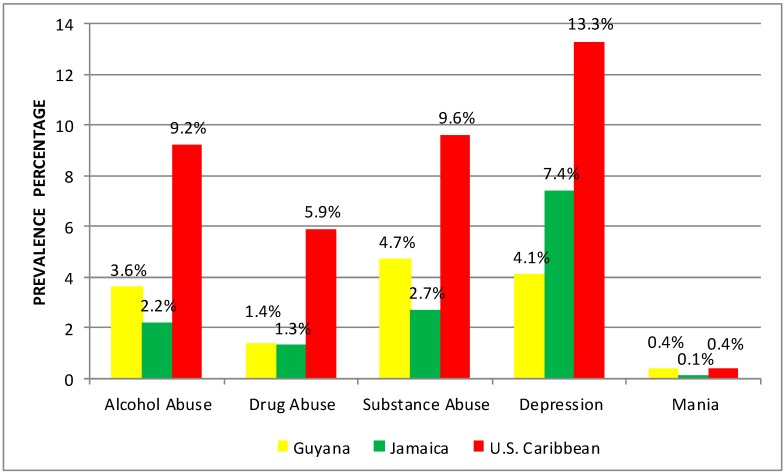 PREVALENCE PERCENTAGE
14
12
10
8
6
4
2
0
3.6%
2.2%
9.2%
1.4%
1.3%
5.9%
4.7%
2.7%
9.6%
4.1%
7.4%
13.3%
0.4%
0.1%
0.4%
Alcohol Abuse
Drug Abuse
Substance Abuse
Depression
Mania
Guyana
Jamaica
U.S. Caribbean